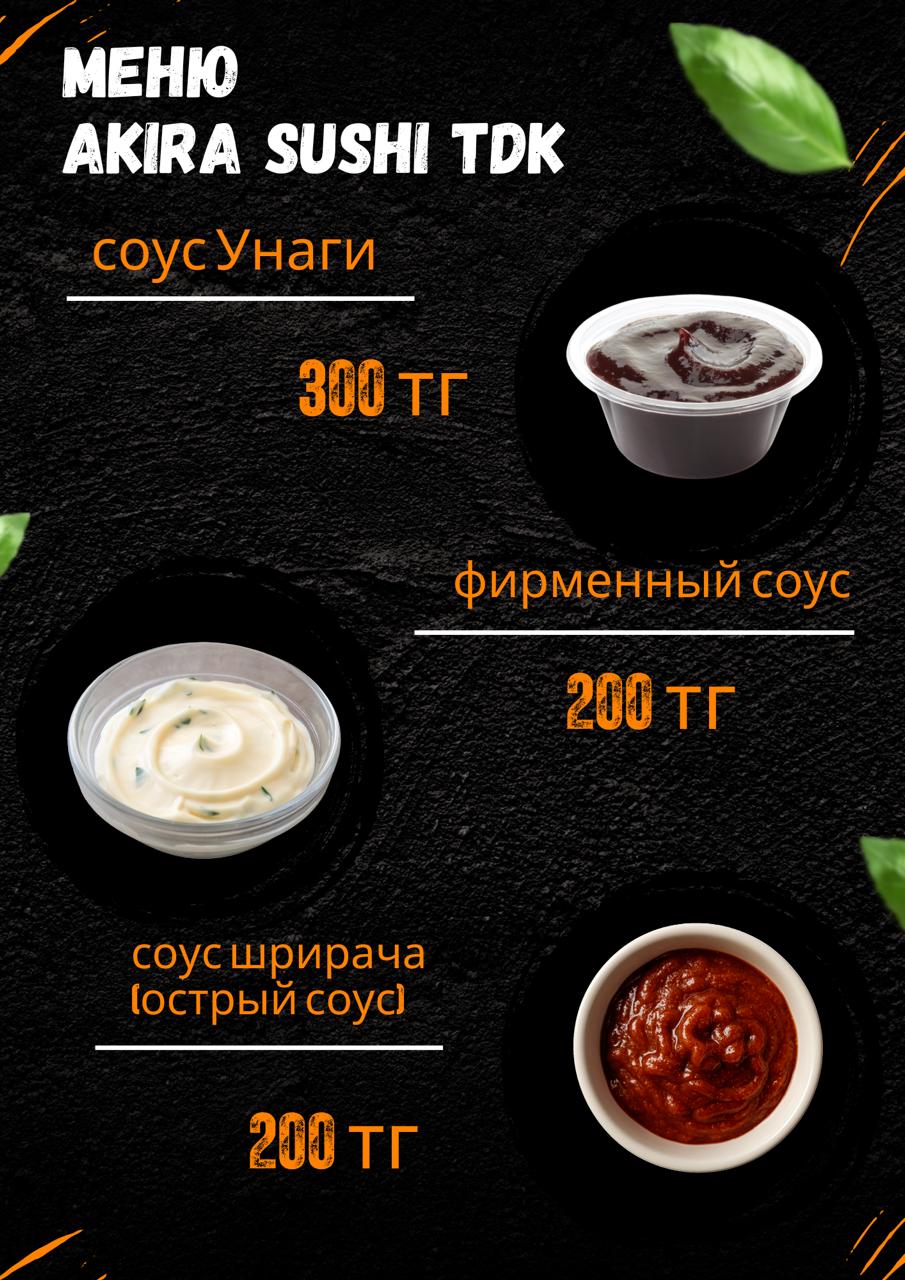 МЕНЮ
AKIRA SUSHI TDK
соус Унаги
300 ТГ
фирменный соус
200 ТГ
соус шрирача
(острый соус)
200 ТГ